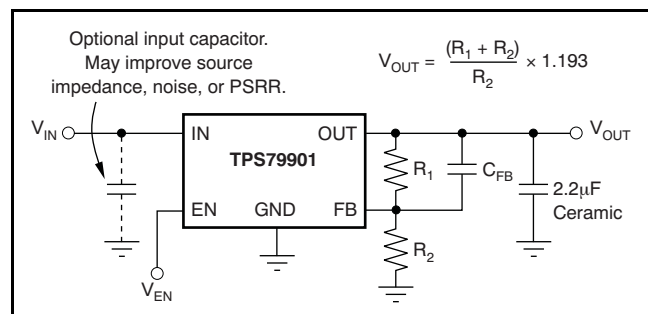 Optional input capacitor.
May improve source
impedance, noise, or PSRR.
V_OUT = (R_1 + R_2) / R_2 × 1.193
V_IN
IN
OUT
V_OUT
TPS79901
R_1
C_FB
2.2µF
Ceramic
EN
GND
FB
R_2
V_EN